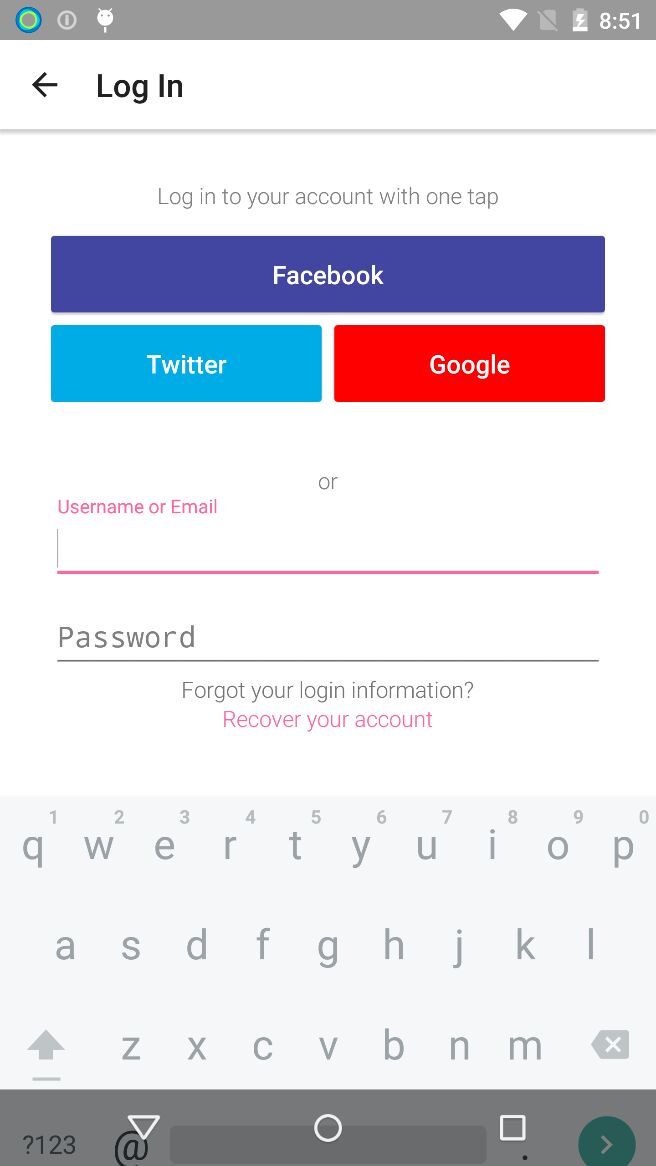 8:51
Log In
Log in to your account with one tap
Facebook
Twitter Google
or
Username or Email
Password
Forgot your login information?
Recover your account
1 2 3 4 5 6 7 8 9 0
q w e r t y u i o p
a s d f g h j k l
z x c v b n m
?123 @ .